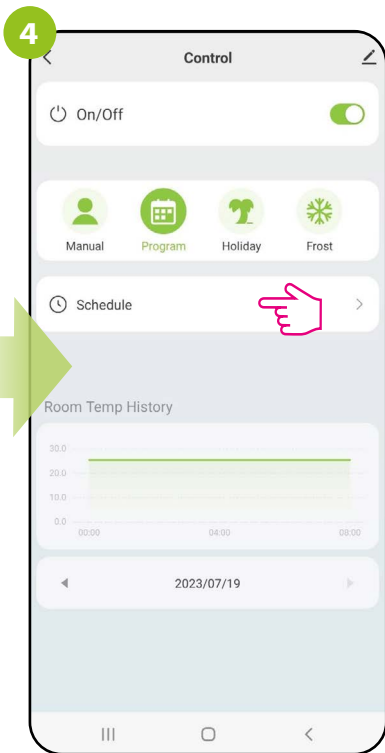 4
Control
On/Off
Manual Program Holiday Frost
Schedule
Room Temp History
30.0
20.0
10.0
0.0
00:00 04:00 08:00
2023/07/19